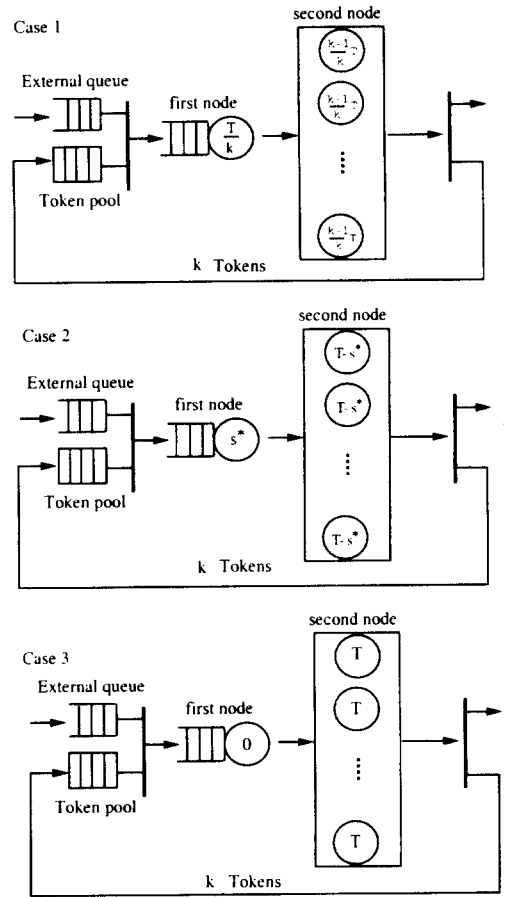 Case 1
second node
External queue
first node
k-1/k T
k-1/k T
T/k
k-1/k T
Token pool
k Tokens
Case 2
second node
External queue
first node
T-s*
T-s*
s*
T-s*
Token pool
k Tokens
Case 3
second node
External queue
first node
T
T
0
T
Token pool
k Tokens